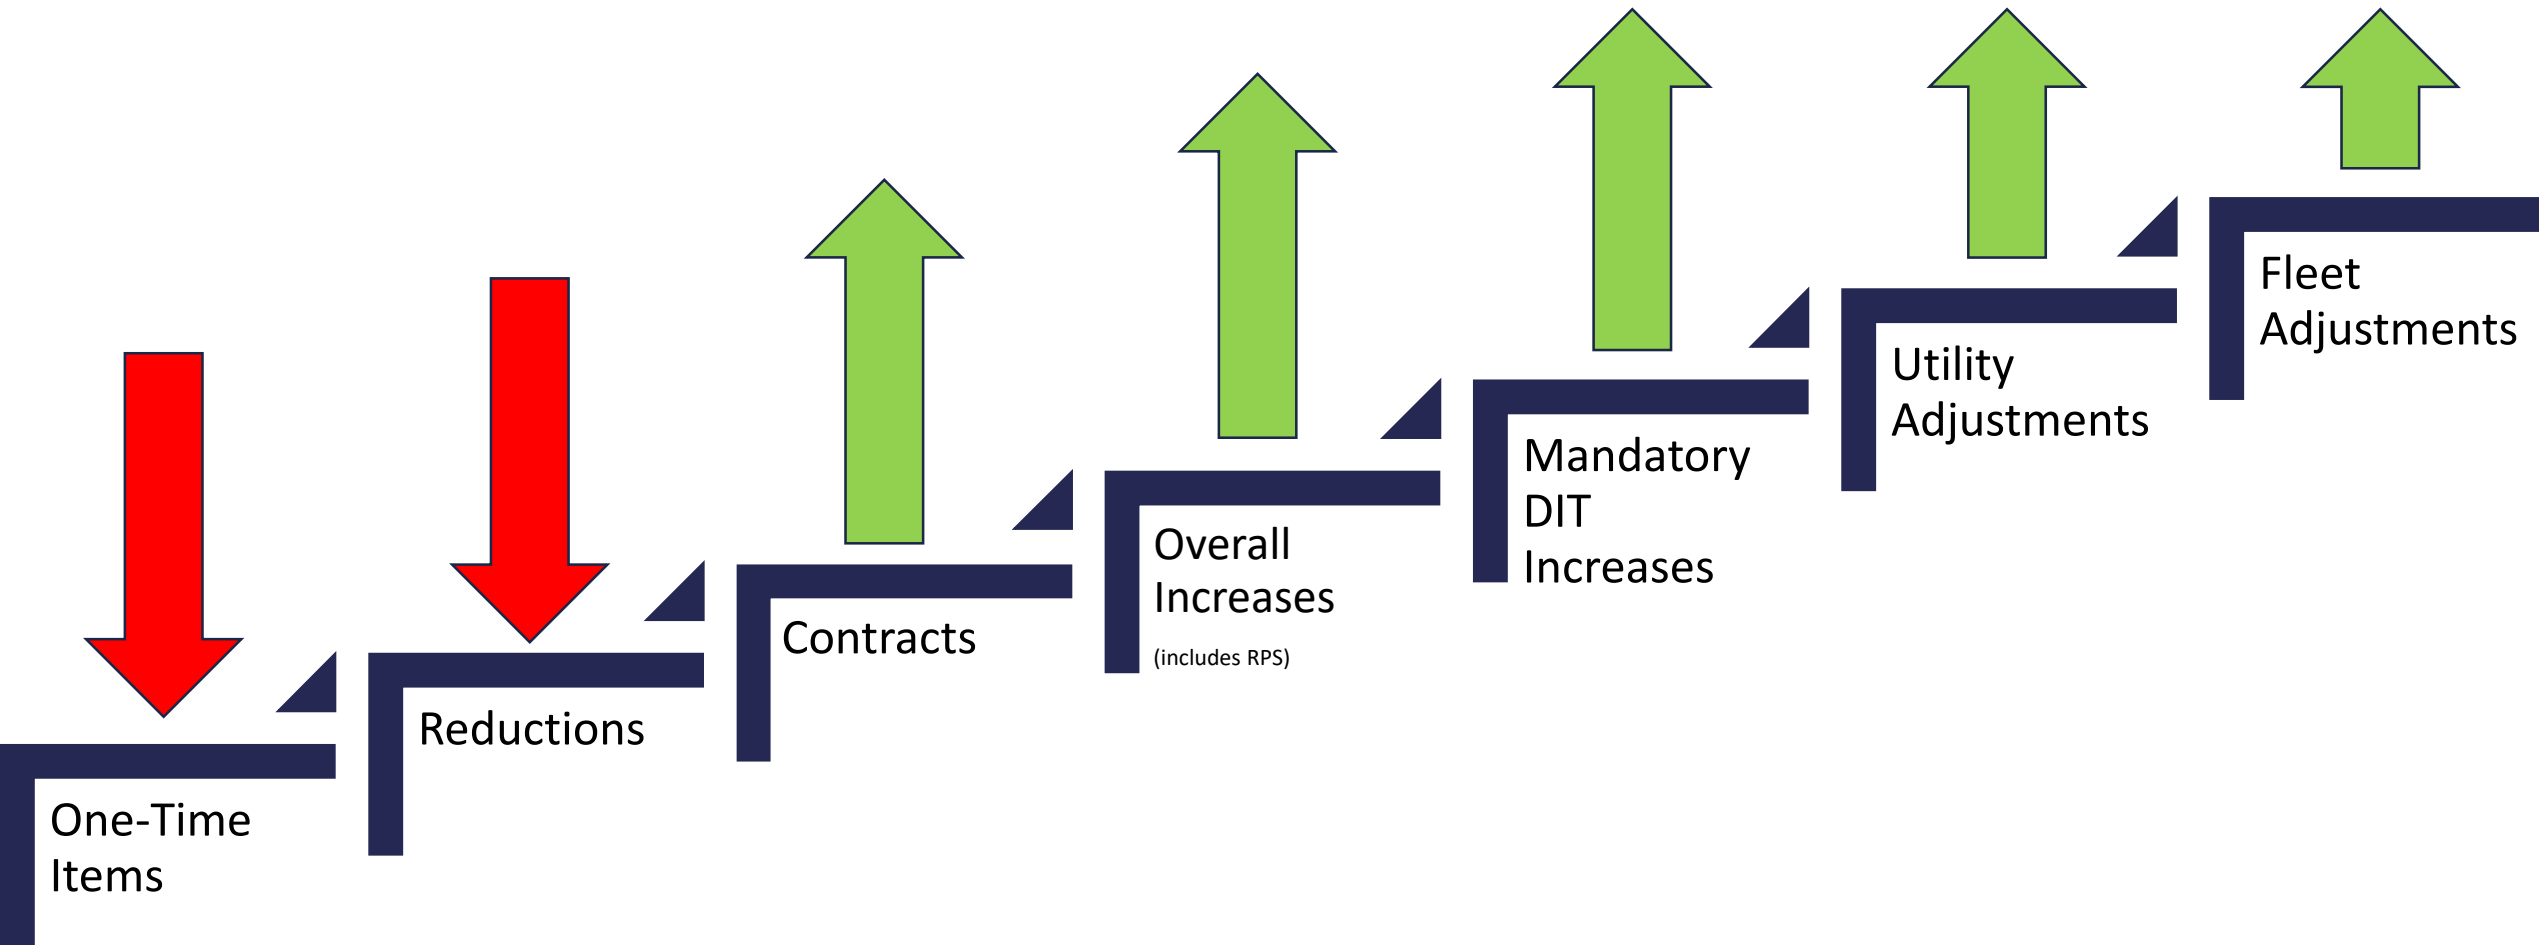 One-Time
Items
Reductions
Contracts
Overall
Increases
(includes RPS)
Mandatory
DIT
Increases
Utility
Adjustments
Fleet
Adjustments